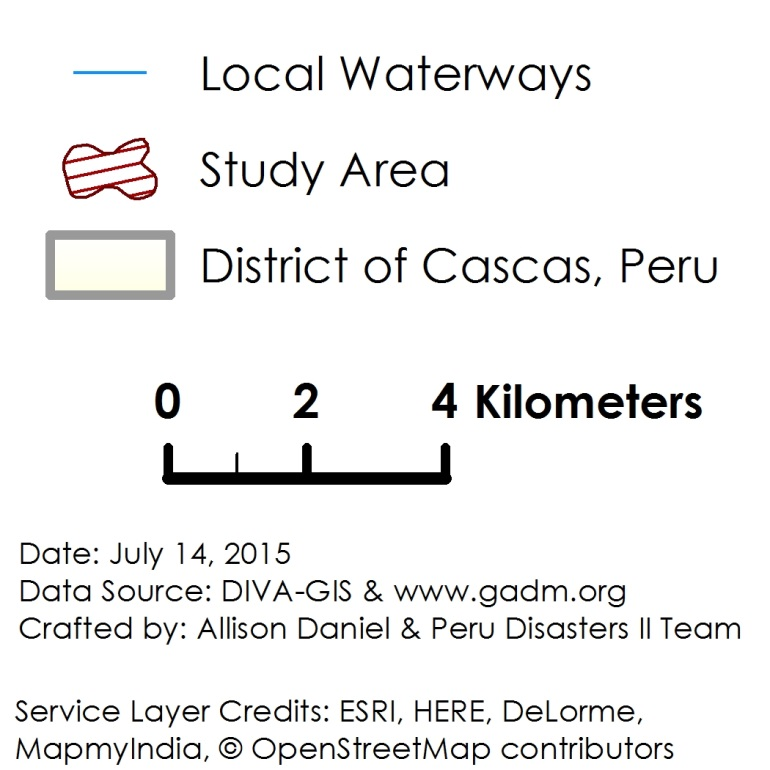 Local Waterways
Study Area
District of Cascas, Peru
0 2 4 Kilometers
Date: July 14, 2015
Data Source: DIVA-GIS & www.gadm.org
Crafted by: Allison Daniel & Peru Disasters II Team
Service Layer Credits: ESRI, HERE, DeLorme,
MapmyIndia, © OpenStreetMap contributors